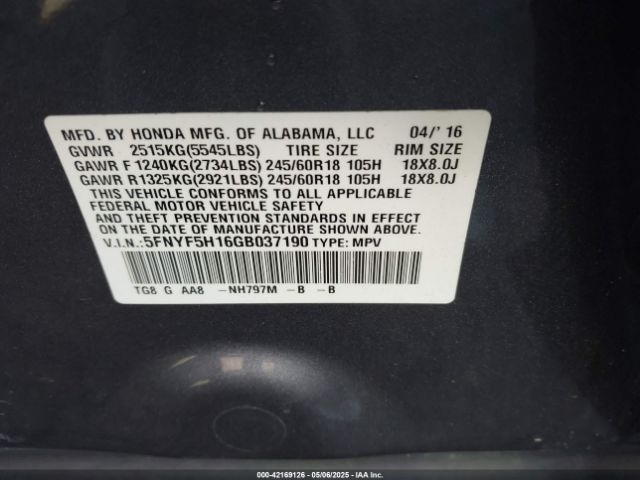 MFD. BY HONDA MFG. OF ALABAMA, LLC 04/' 16
GVWR 2515KG(5545LBS) TIRE SIZE RIM SIZE
GAWR F 1240KG(2734LBS) 245/60R18 105H 18X8.0J
GAWR R1325KG(2921LBS) 245/60R18 105H 18X8.0J
THIS VEHICLE CONFORMS TO ALL APPLICABLE
FEDERAL MOTOR VEHICLE SAFETY
AND THEFT PREVENTION STANDARDS IN EFFECT
ON THE DATE OF MANUFACTURE SHOWN ABOVE.
V.I.N.:5FNYF5H16GB037190 TYPE: MPV
TG8 G AA8 -NH797M -B -B
000-42169126 - 05/06/2025 - IAAI.COM